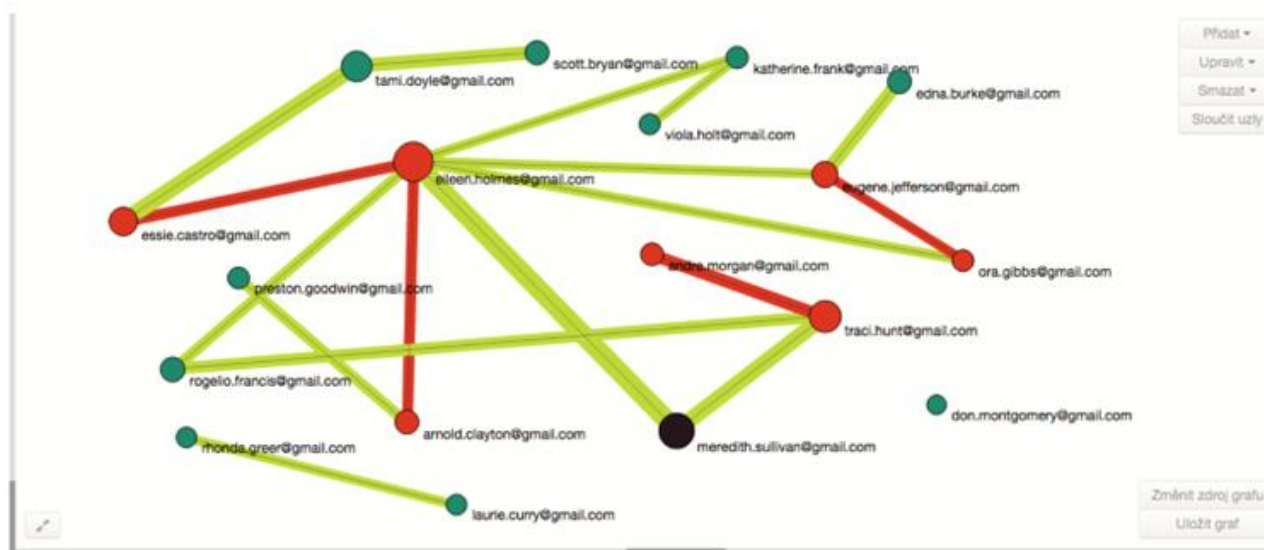 Přidat
Upravit
Smazat
Sloučit uzly
scott.bryan@gmail.com
katherine.frank@gmail.com
tami.doyle@gmail.com
edna.burke@gmail.com
viola.holt@gmail.com
eileen.holmes@gmail.com
eugene.jefferson@gmail.com
essie.castro@gmail.com
andre.morgan@gmail.com
ora.gibbs@gmail.com
preston.goodwin@gmail.com
traci.hunt@gmail.com
rogelio.francis@gmail.com
don.montgomery@gmail.com
arnold.clayton@gmail.com
rhonda.greer@gmail.com
meredith.sullivan@gmail.com
laurie.curry@gmail.com
Změnit zdroj grafu
Uložit graf